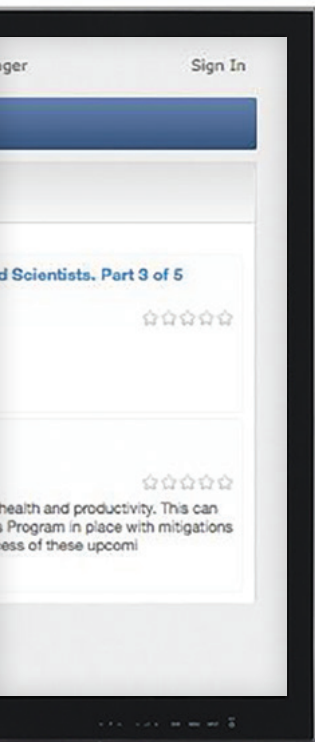 ger Sign In
d Scientists. Part 3 of 5
health and productivity. This can
s Program in place with mitigations
ess of these upcomi